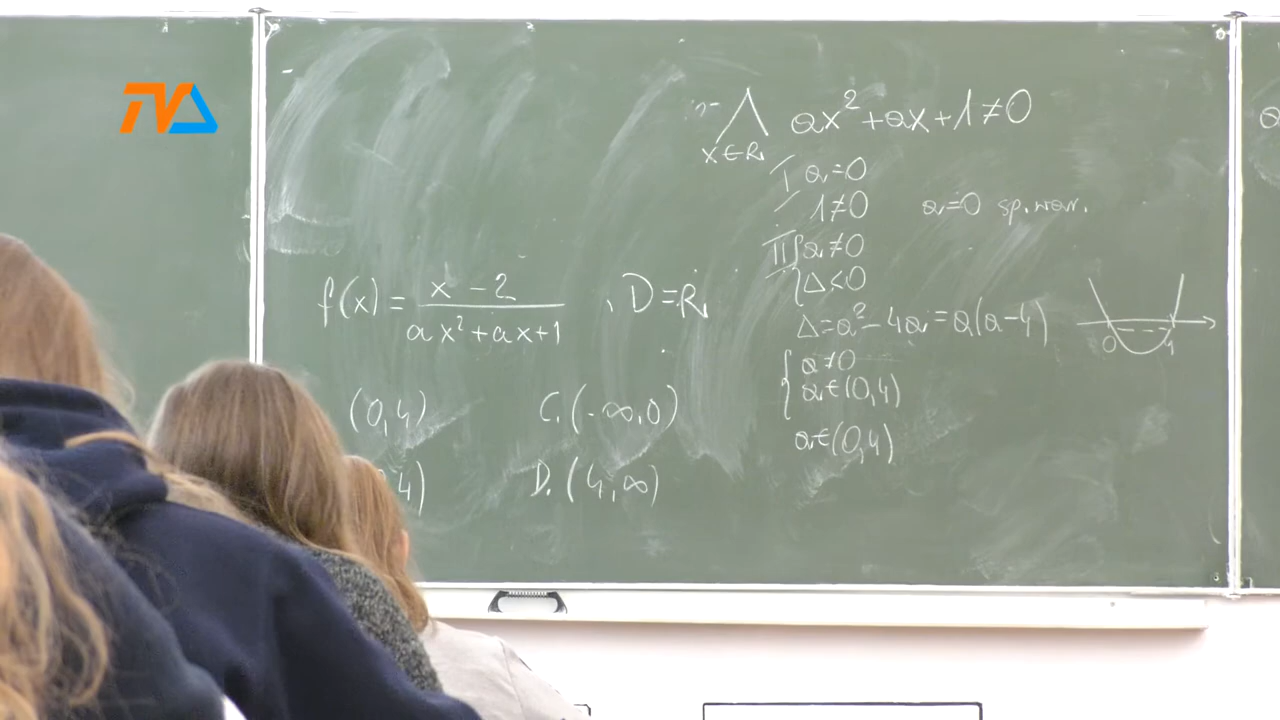 TVA
⋀ ax²+ax+1≠0
x∈R
I a=0
1≠0 a=0 sp. war.
II {a≠0
Δ<0
f(x) = x-2 / ax²+ax+1 , D=R
Δ=a²-4a=a(a-4)
0 4
{a≠0
a∈(0,4)
(0,4) C. (-∞,0)
a∈(0,4)
4) D. (4,∞)